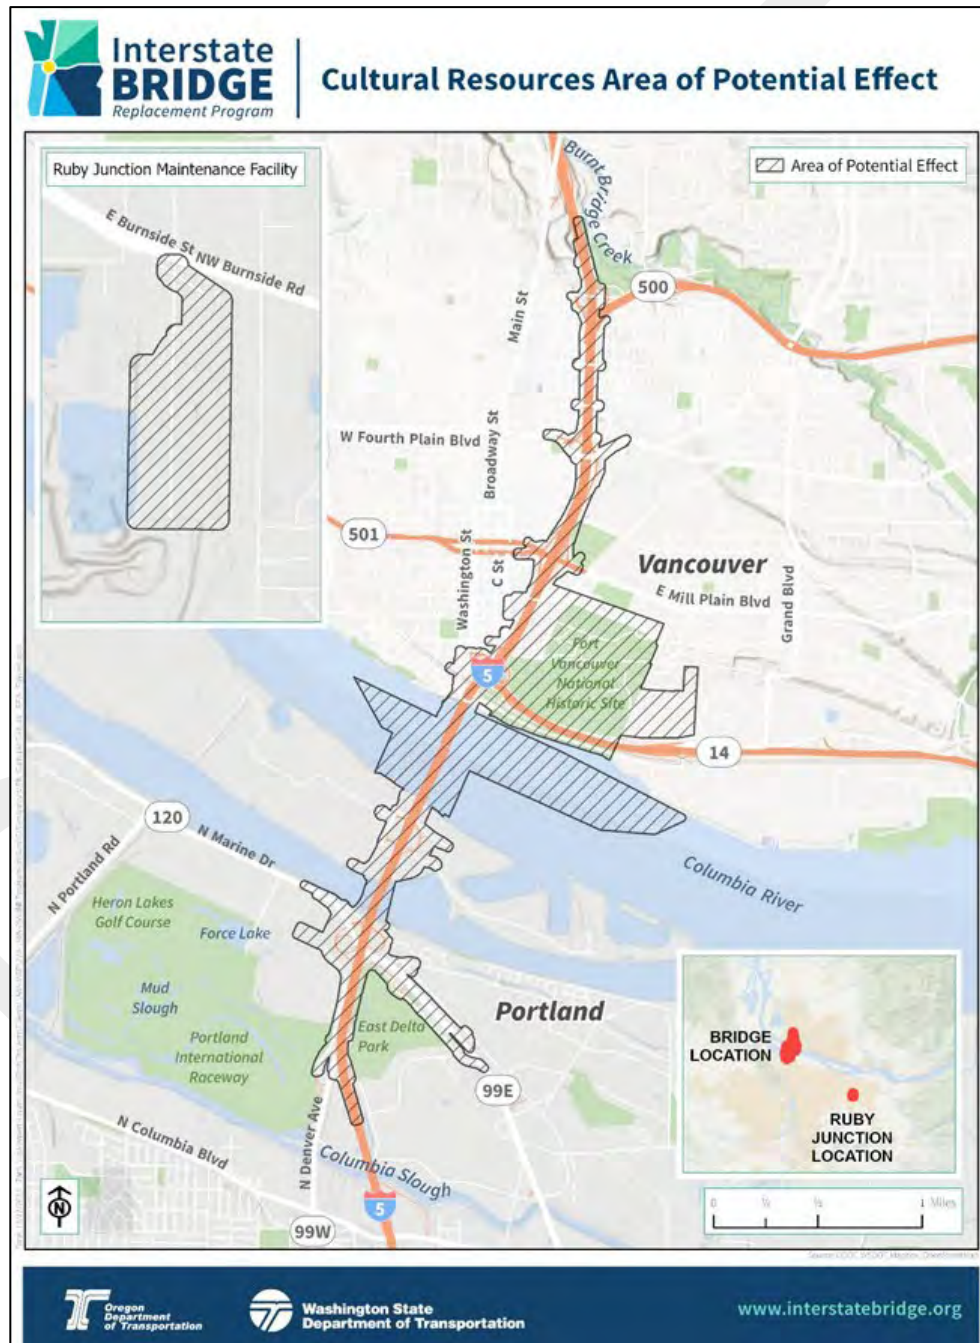 Interstate
BRIDGE
Replacement Program
Cultural Resources Area of Potential Effect
Ruby Junction Maintenance Facility
Area of Potential Effect
E Burnside St
NW Burnside Rd
Burnt Bridge Creek
Main St
500
W Fourth Plain Blvd
Broadway St
501
Washington St
C St
Vancouver
E Mill Plain Blvd
Grand Blvd
Fort
Vancouver
National
Historic Site
5
14
120
N Marine Dr
N Portland Rd
Columbia River
Heron Lakes
Golf Course
Force Lake
Mud
Slough
Portland
International
Raceway
East Delta
Park
Portland
99E
N Columbia Blvd
N Denver Ave
Columbia Slough
5
99W
N
BRIDGE
LOCATION
RUBY
JUNCTION
LOCATION
0
1 Miles
Oregon
Department
of Transportation
Washington State
Department of Transportation
www.interstatebridge.org